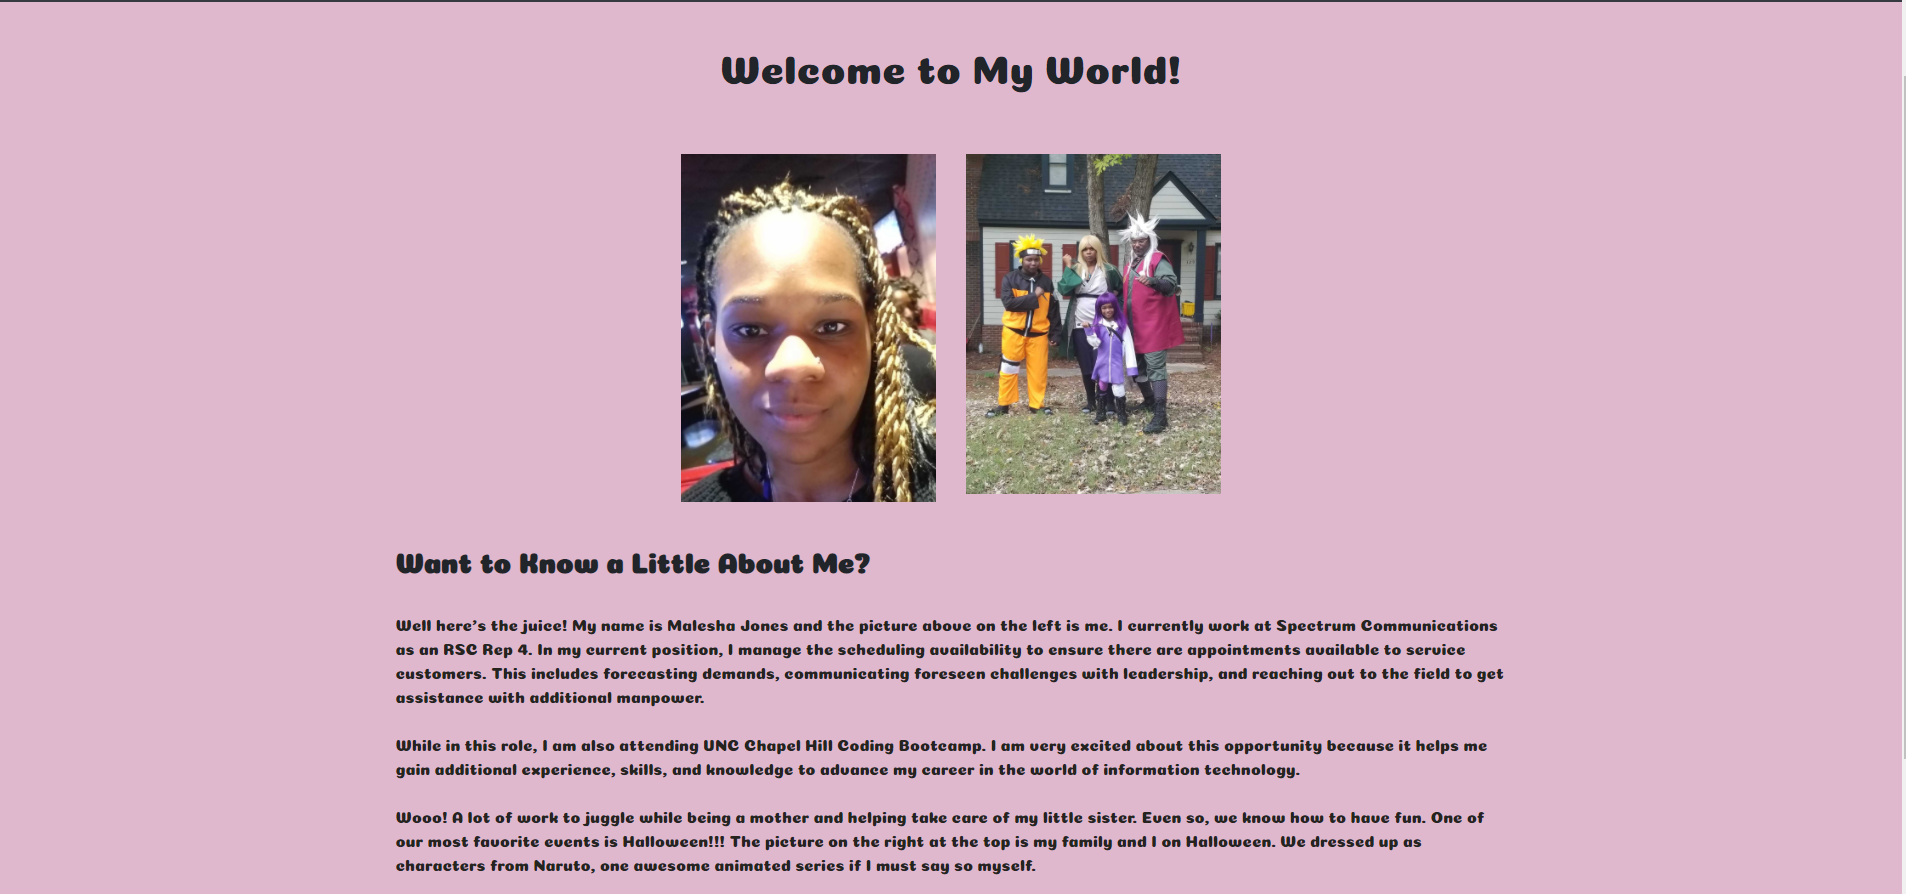 Welcome to My World!
Want to Know a Little About Me?
Well here's the juice! My name is Malesha Jones and the picture above on the left is me. I currently work at Spectrum Communications
as an RSC Rep 4. In my current position, I manage the scheduling availability to ensure there are appointments available to service
customers. This includes forecasting demands, communicating foreseen challenges with leadership, and reaching out to the field to get
assistance with additional manpower.
While in this role, I am also attending UNC Chapel Hill Coding Bootcamp. I am very excited about this opportunity because it helps me
gain additional experience, skills, and knowledge to advance my career in the world of information technology.
Wooo! A lot of work to juggle while being a mother and helping take care of my little sister. Even so, we know how to have fun. One of
our most favorite events is Halloween!!! The picture on the right at the top is my family and I on Halloween. We dressed up as
characters from Naruto, one awesome animated series if I must say so myself.